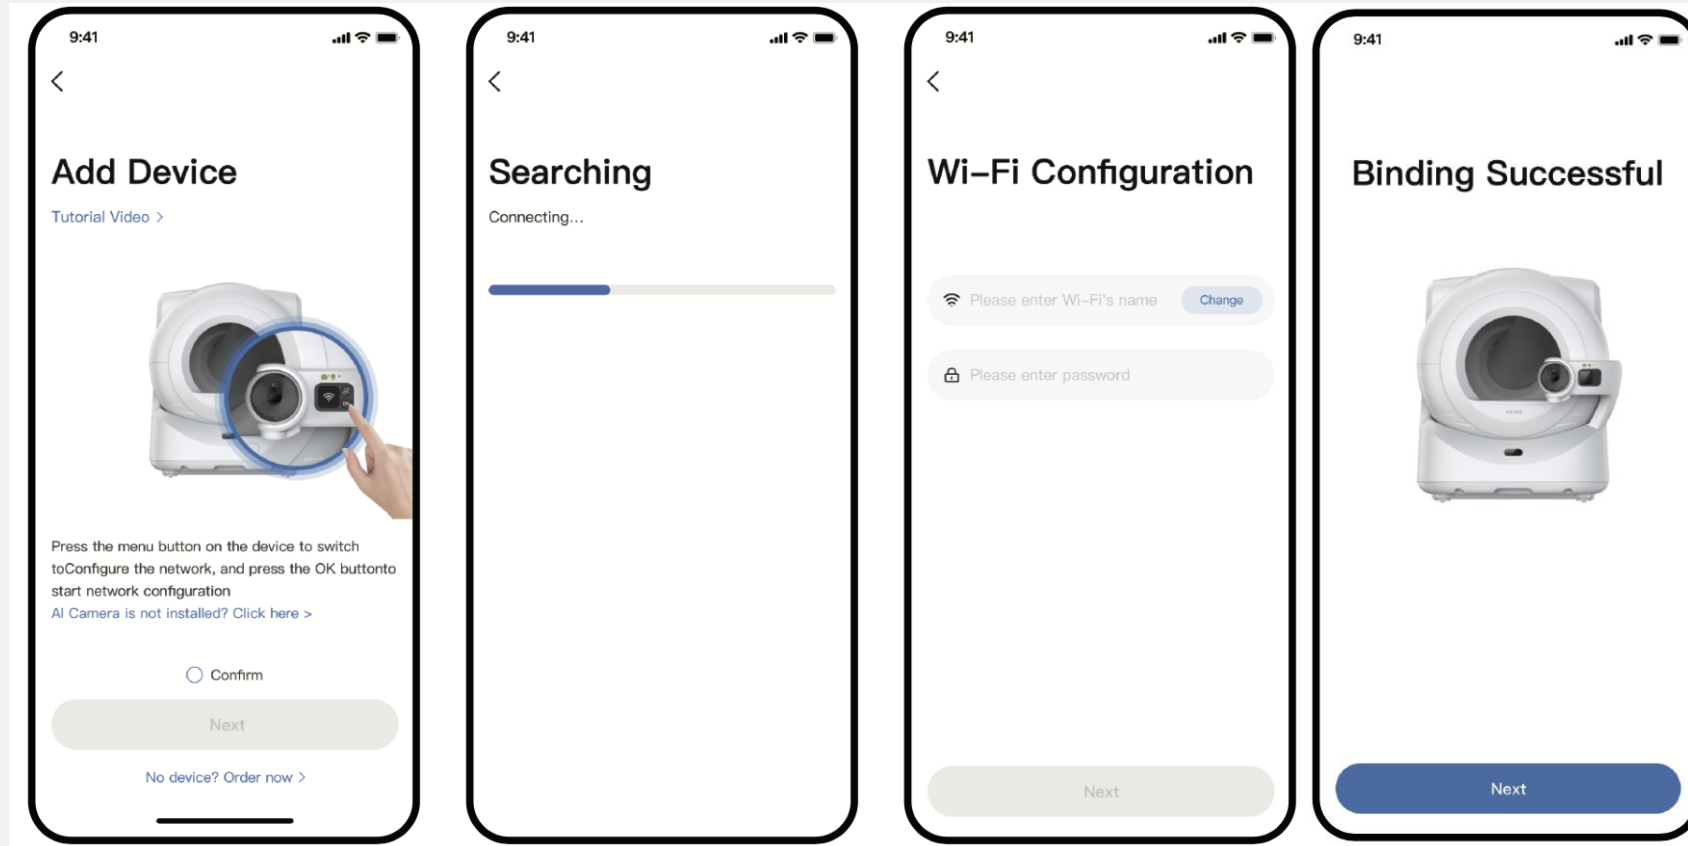 9:41
Add Device
Tutorial Video >
Press the menu button on the device to switch
toConfigure the network, and press the OK buttonto
start network configuration
AI Camera is not installed? Click here >
Confirm
Next
No device? Order now >
9:41
Searching
Connecting...
9:41
Wi-Fi Configuration
Please enter Wi-Fi's name
Change
Please enter password
Next
9:41
Binding Successful
Next